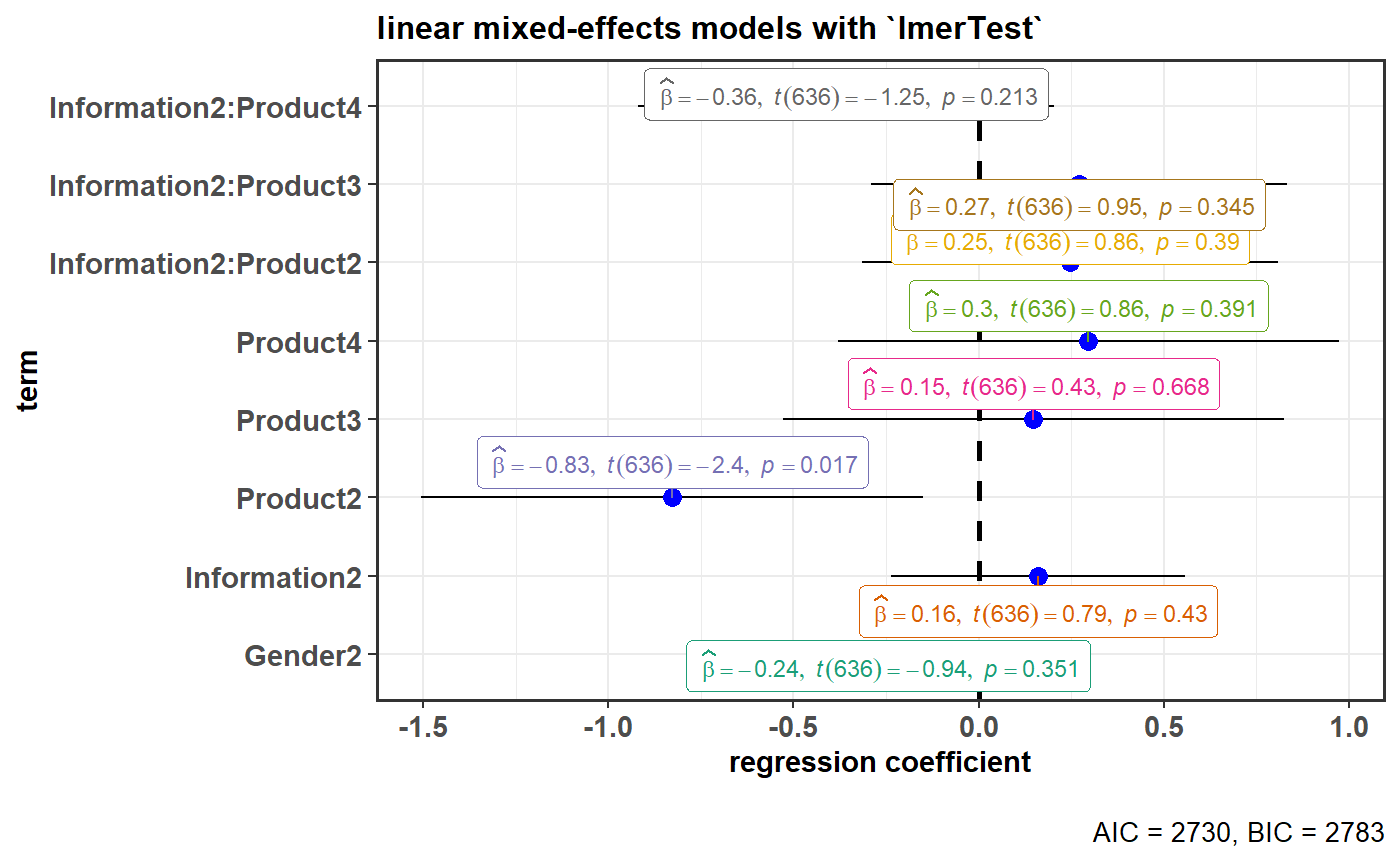 linear mixed-effects models with `lmerTest`
Information2:Product4
β̂ = −0.36, t(636) = −1.25, p = 0.213
Information2:Product3
β̂ = 0.27, t(636) = 0.95, p = 0.345
Information2:Product2
β = 0.25, t(636) = 0.86, p = 0.39
β̂ = 0.3, t(636) = 0.86, p = 0.391
Product4
β̂ = 0.15, t(636) = 0.43, p = 0.668
Product3
β̂ = −0.83, t(636) = −2.4, p = 0.017
Product2
Information2
β̂ = 0.16, t(636) = 0.79, p = 0.43
Gender2
β̂ = −0.24, t(636) = −0.94, p = 0.351
term
-1.5 -1.0 -0.5 0.0 0.5 1.0
regression coefficient
AIC = 2730, BIC = 2783